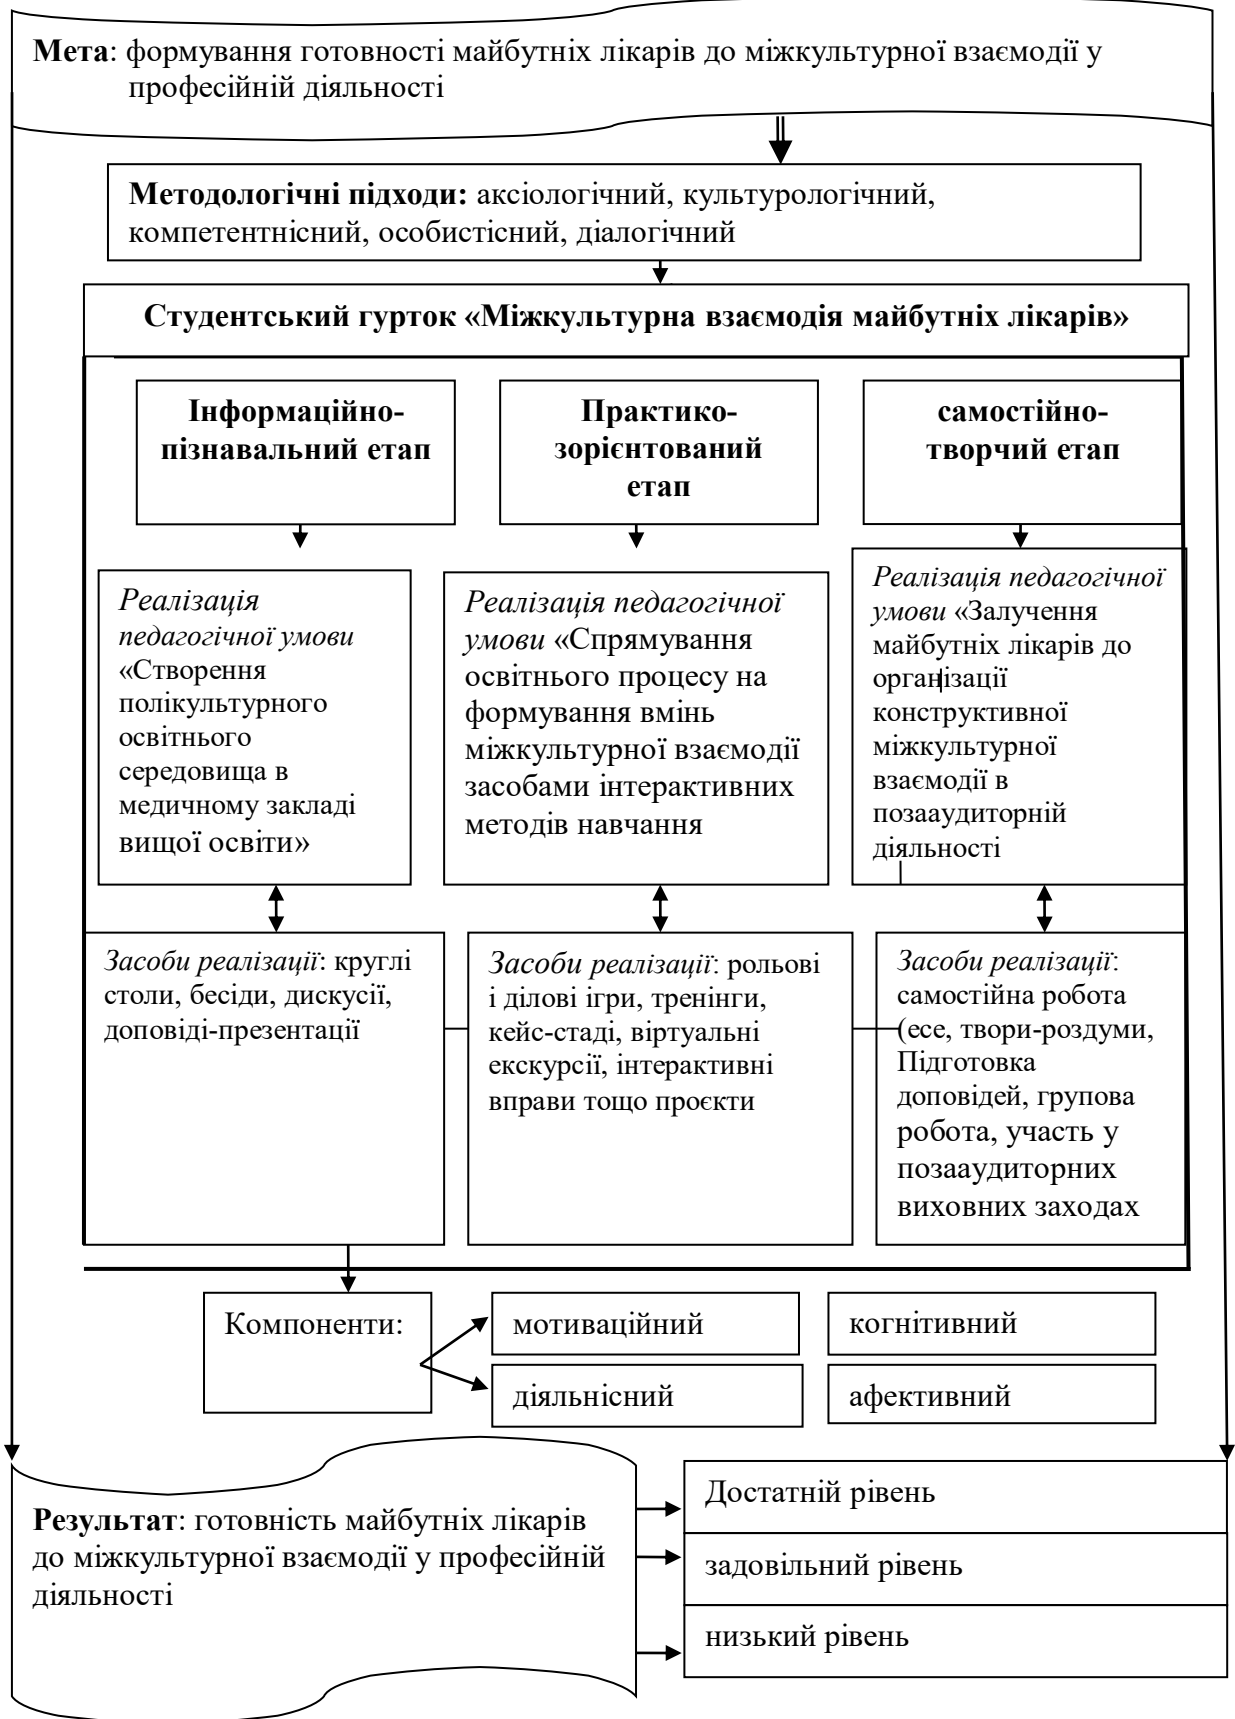 Мета: формування готовності майбутніх лікарів до міжкультурної взаємодії у
професійній діяльності
Методологічні підходи: аксіологічний, культурологічний,
компетентнісний, особистісний, діалогічний
Студентський гурток «Міжкультурна взаємодія майбутніх лікарів»
Інформаційно-
пізнавальний етап
Практико-
зорієнтований
етап
самостійно-
творчий етап
Реалізація
педагогічної умови
«Створення
полікультурного
освітнього
середовища в
медичному закладі
вищої освіти»
Реалізація педагогічної
умови «Спрямування
освітнього процесу на
формування вмінь
міжкультурної взаємодії
засобами інтерактивних
методів навчання
Реалізація педагогічної
умови «Залучення
майбутніх лікарів до
організації
конструктивної
міжкультурної
взаємодії в
позааудиторній
діяльності
Засоби реалізації: круглі
столи, бесіди, дискусії,
доповіді-презентації
Засоби реалізації: рольові
і ділові ігри, тренінги,
кейс-стаді, віртуальні
екскурсії, інтерактивні
вправи тощо проєкти
Засоби реалізації:
самостійна робота
(есе, твори-роздуми,
Підготовка
доповідей, групова
робота, участь у
позааудиторних
виховних заходах
Компоненти:
мотиваційний
когнітивний
діяльнісний
афективний
Результат: готовність майбутніх лікарів
до міжкультурної взаємодії у професійній
діяльності
Достатній рівень
задовільний рівень
низький рівень